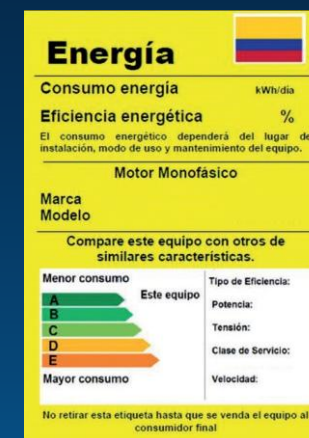 Energía
Consumo energía kWh/día
Eficiencia energética %
El consumo energético dependerá del lugar de
instalación, modo de uso y mantenimiento del equipo.
Motor Monofásico
Marca
Modelo
Compare este equipo con otros de
similares características.
Menor consumo
Este equipo
A
B
C
D
E
Mayor consumo
Tipo de Eficiencia:
Potencia:
Tensión:
Clase de Servicio:
Velocidad:
No retirar esta etiqueta hasta que se venda el equipo al
consumidor final